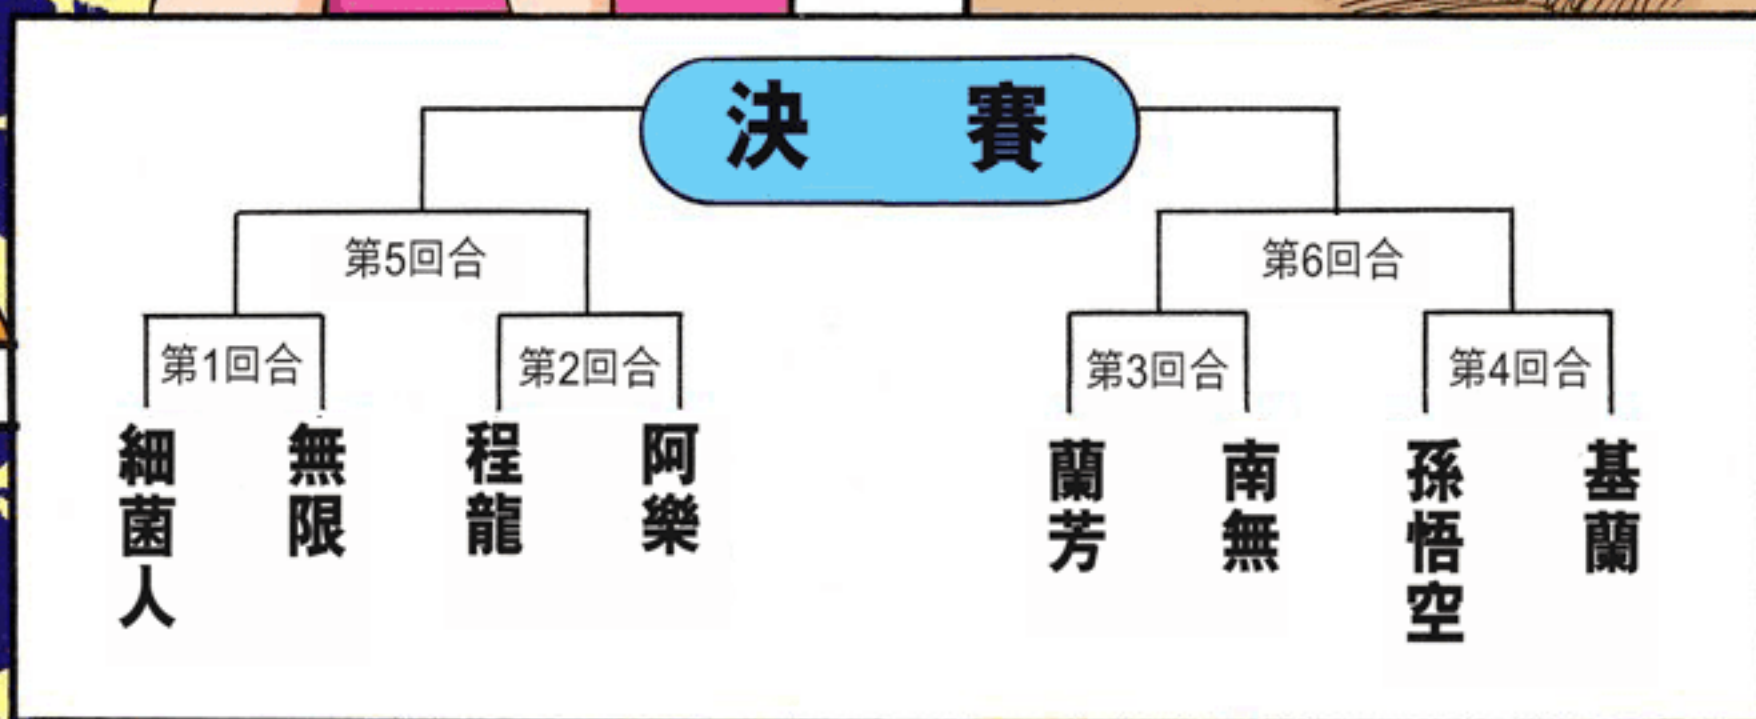 決賽
第5回合
第6回合
第1回合
第2回合
第3回合
第4回合
細菌人
無限
程龍
阿樂
蘭芳
南無
孫悟空
基蘭